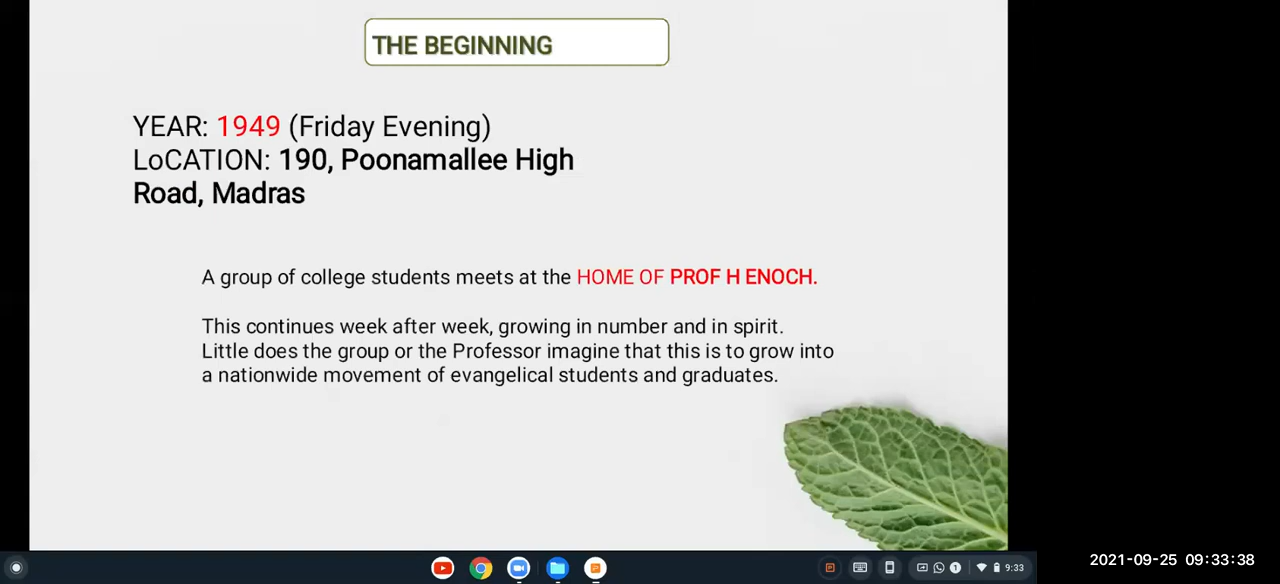 THE BEGINNING
YEAR: 1949 (Friday Evening)
LoCATION: 190, Poonamallee High
Road, Madras
A group of college students meets at the HOME OF PROF H ENOCH.
This continues week after week, growing in number and in spirit.
Little does the group or the Professor imagine that this is to grow into
a nationwide movement of evangelical students and graduates.
1
9:33
2021-09-25 09:33:38